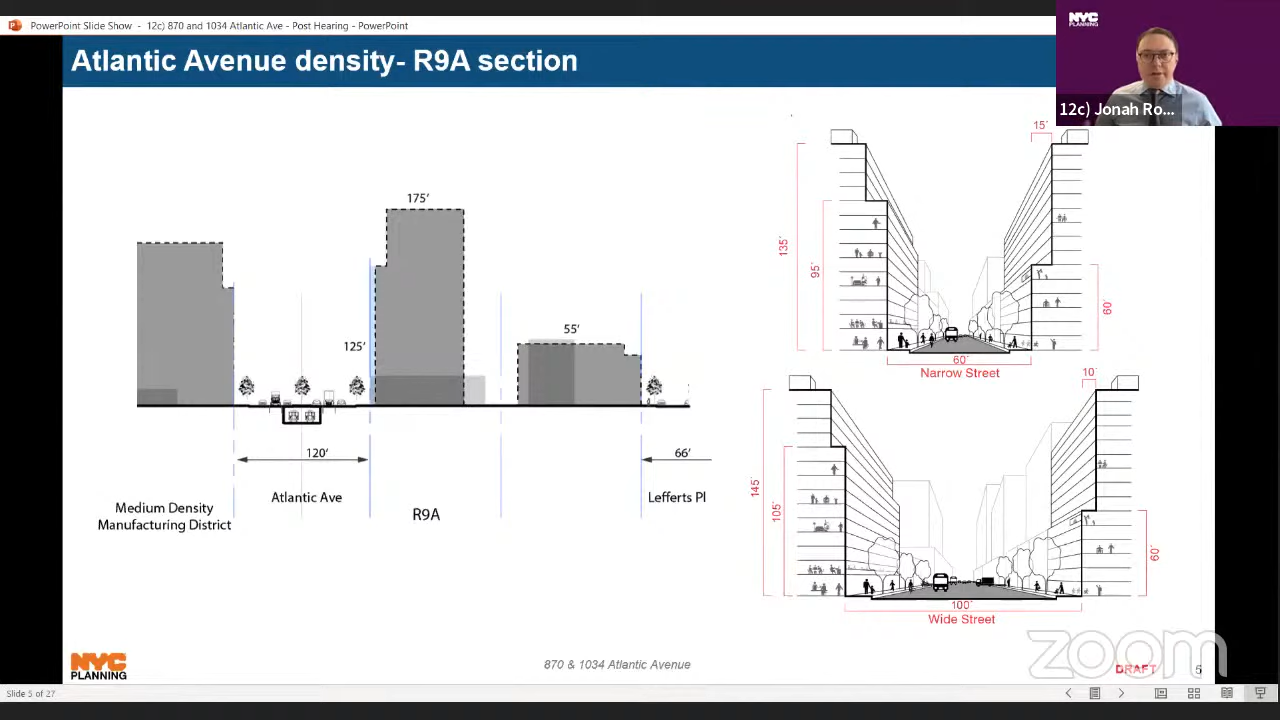 PowerPoint Slide Show - 12c) 870 and 1034 Atlantic Ave - Post Hearing - PowerPoint
NYC
PLANNING
12c) Jonah Ro...
Atlantic Avenue density- R9A section
175′
125′
55′
120′
66′
Atlantic Ave
Lefferts Pl
Medium Density
Manufacturing District
R9A
15′
135′
95′
60′
60′
Narrow Street
10′
145′
105′
60′
100′
Wide Street
zoom
NYC
PLANNING
870 & 1034 Atlantic Avenue
DRAFT
5
Slide 5 of 27